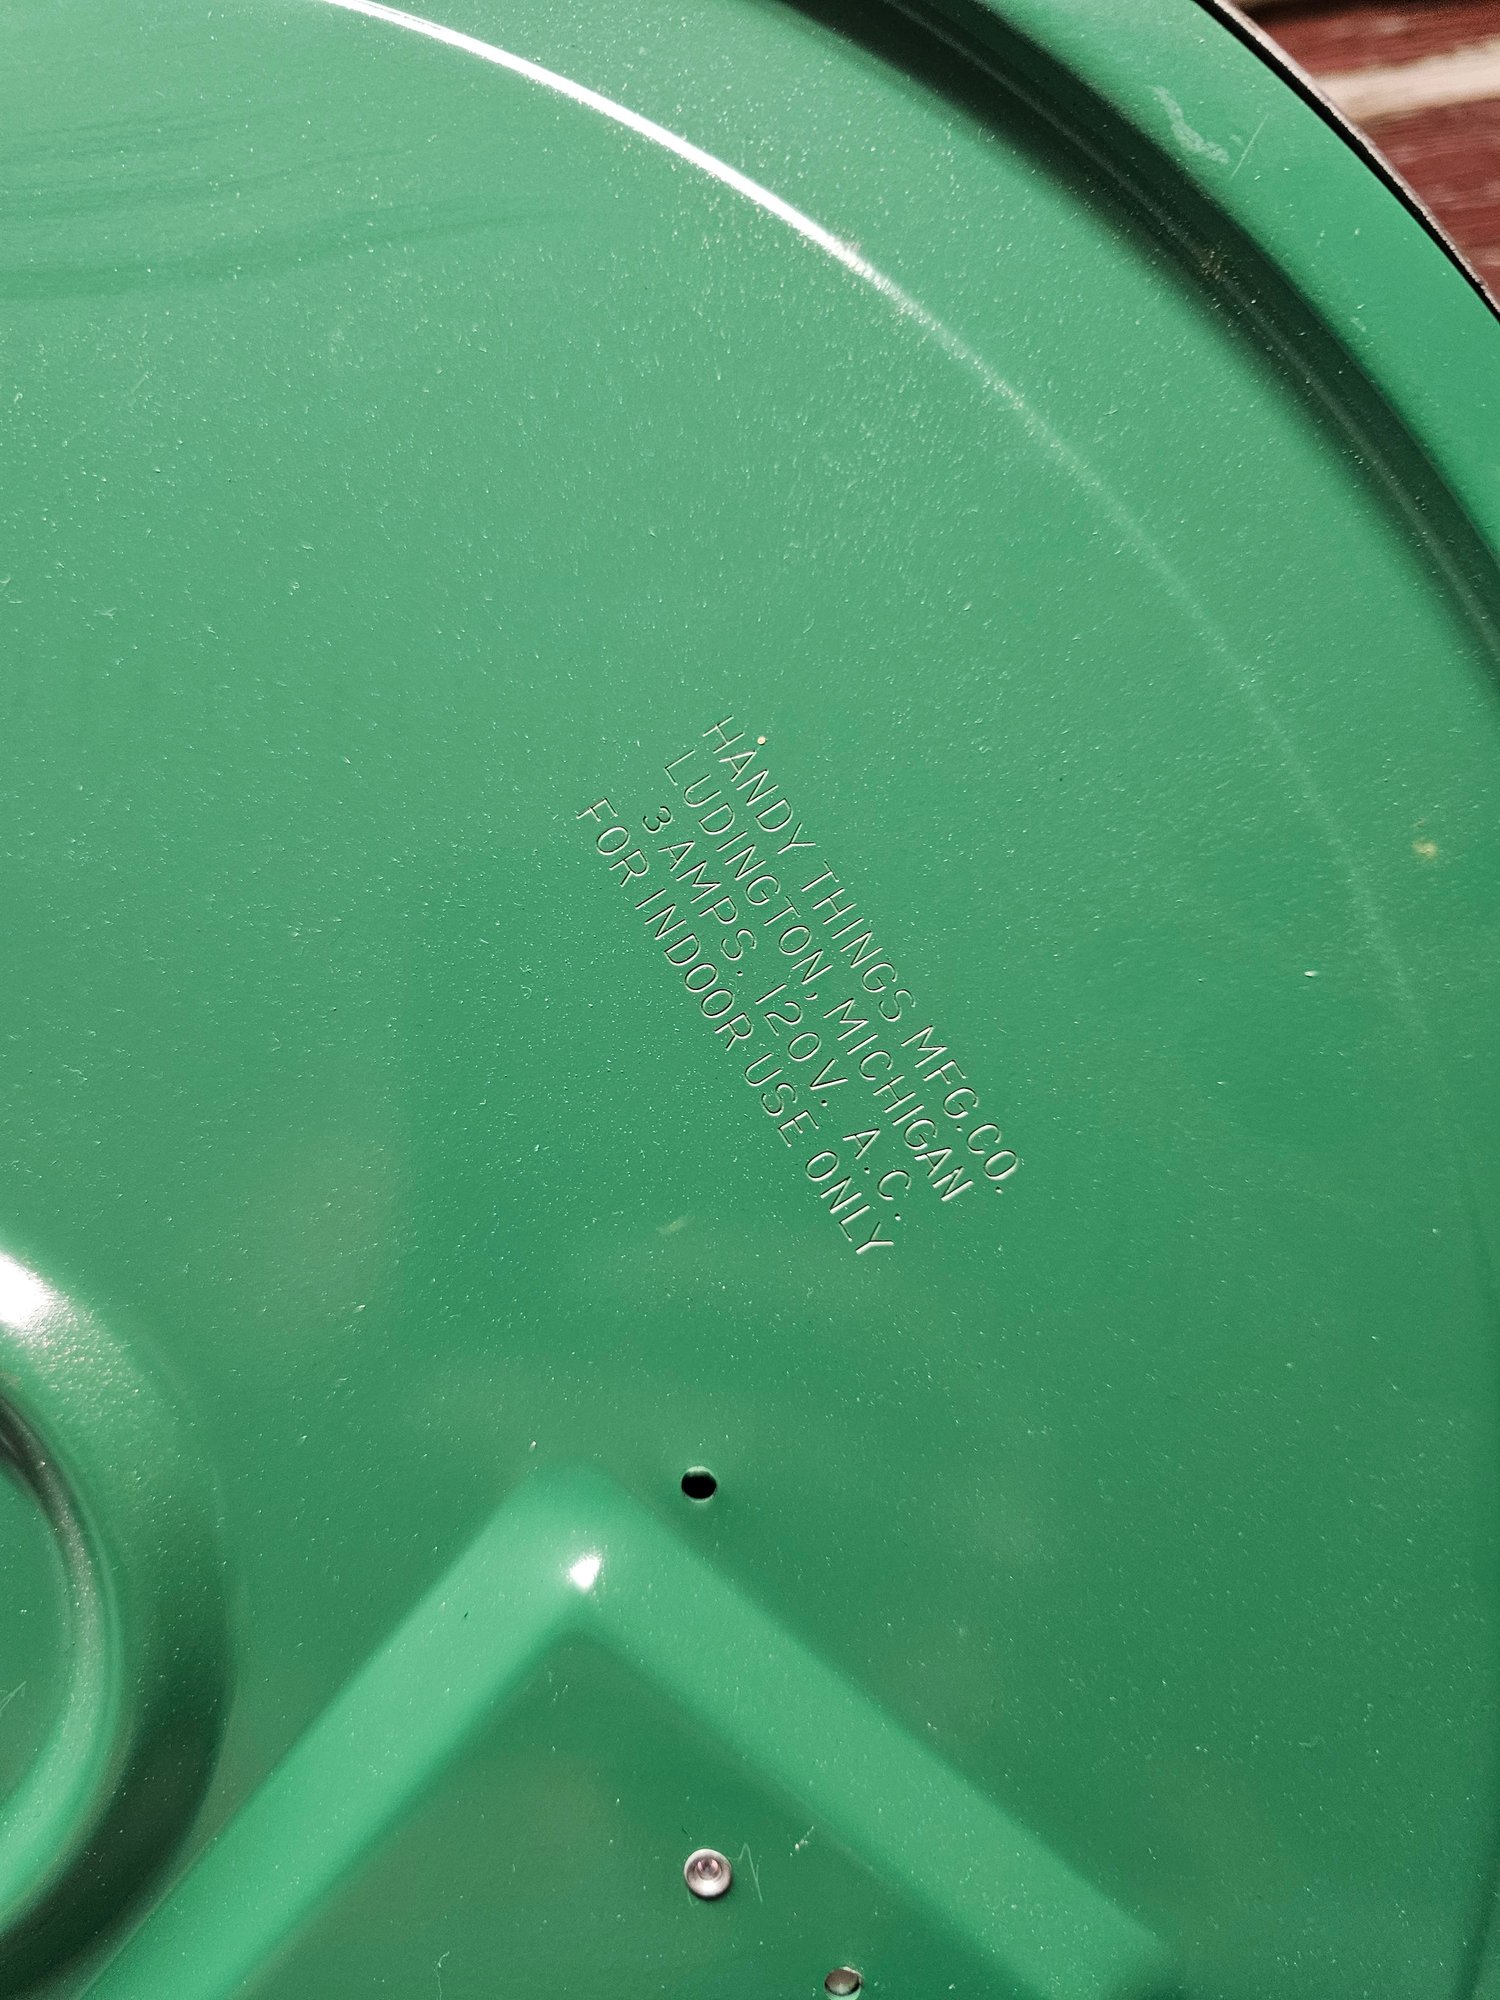 HANDY THINGS MFG.CO.
LUDINGTON, MICHIGAN
3 AMPS. 120V. A.C.
FOR INDOOR USE ONLY